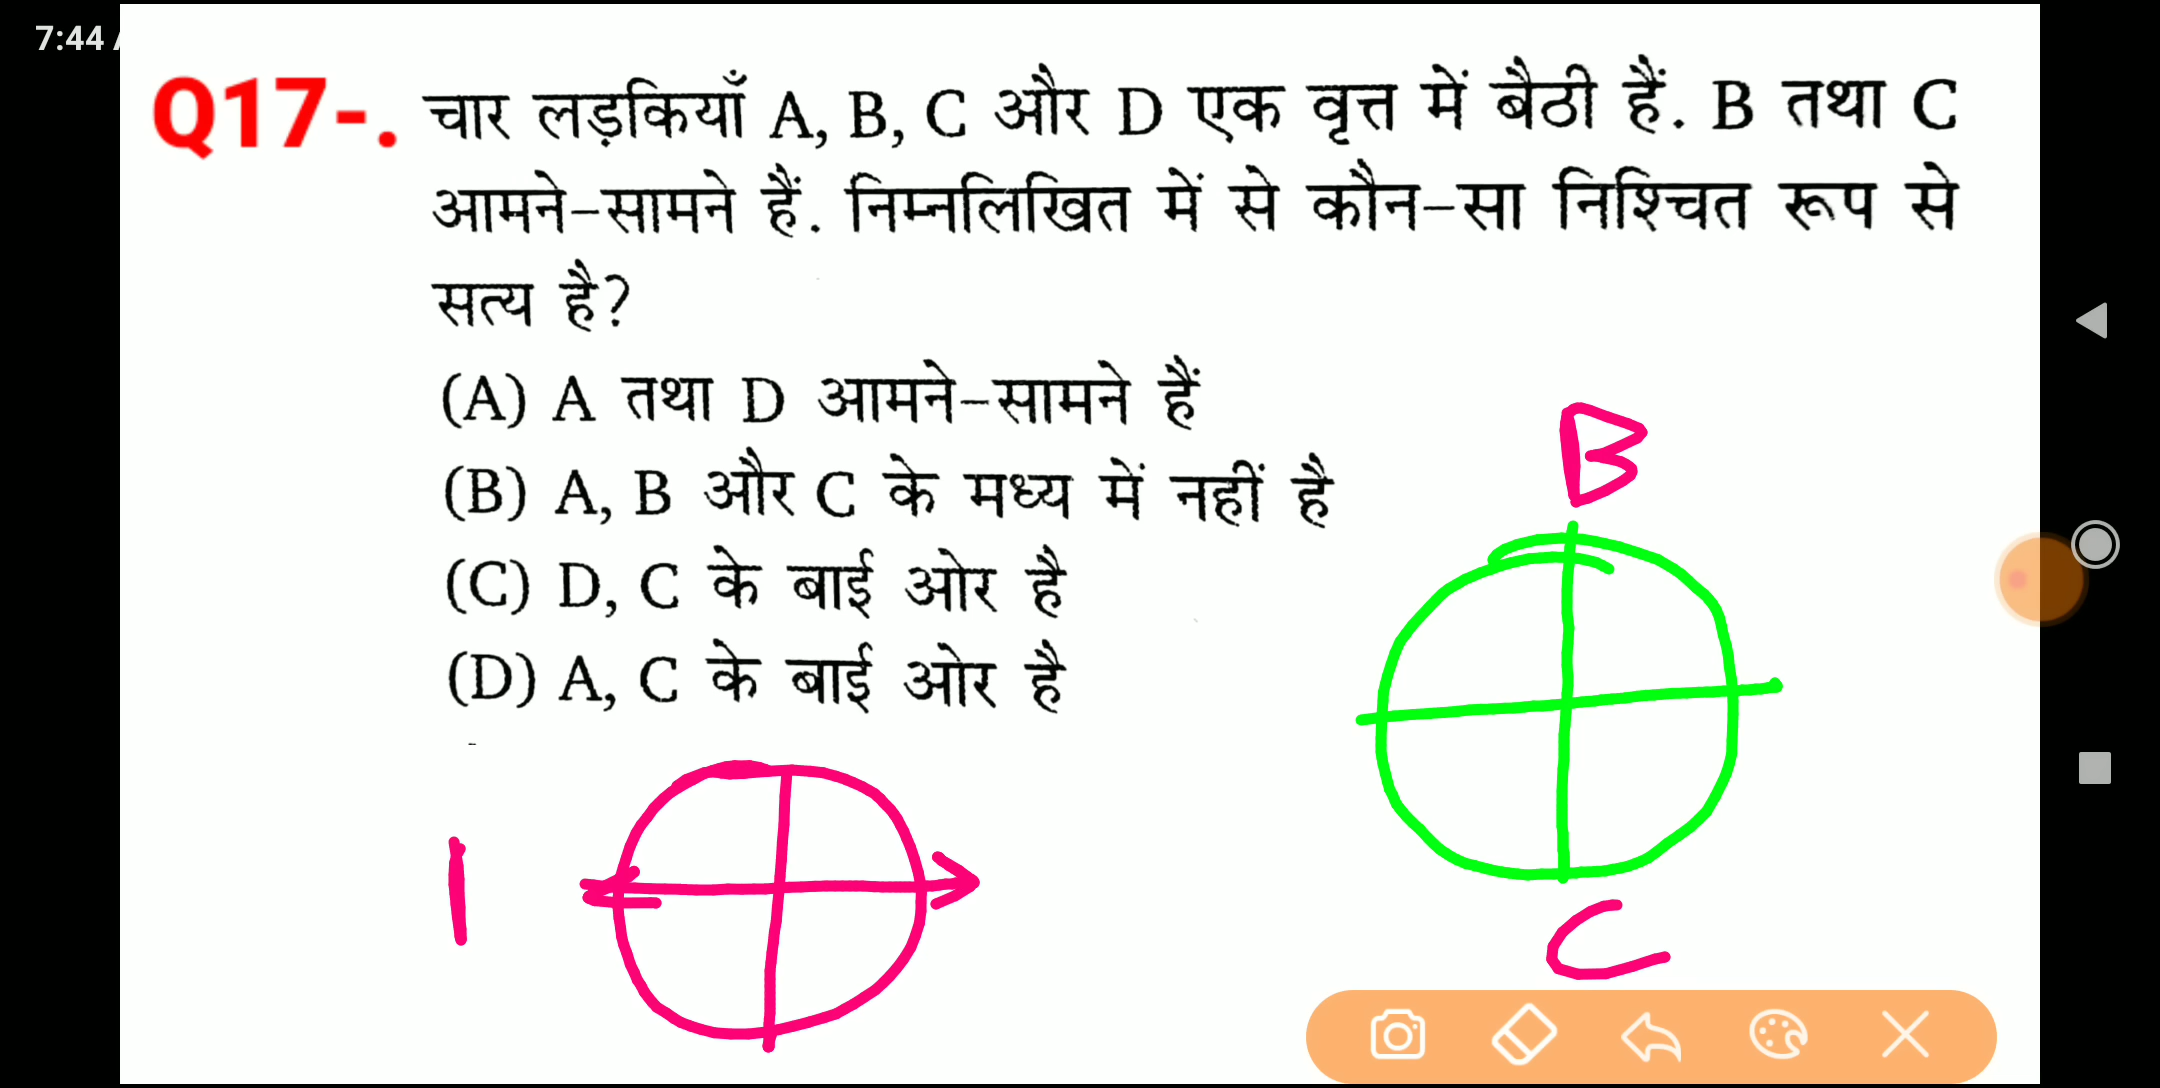 7:44
Q17-. चार लड़कियाँ A, B, C और D एक वृत्त में बैठी हैं. B तथा C
आमने-सामने हैं. निम्नलिखित में से कौन-सा निश्चित रूप से
सत्य है?
(A) A तथा D आमने-सामने हैं
(B) A, B और C के मध्य में नहीं है
(C) D, C के बाईं ओर है
(D) A, C के बाईं ओर है
B
C